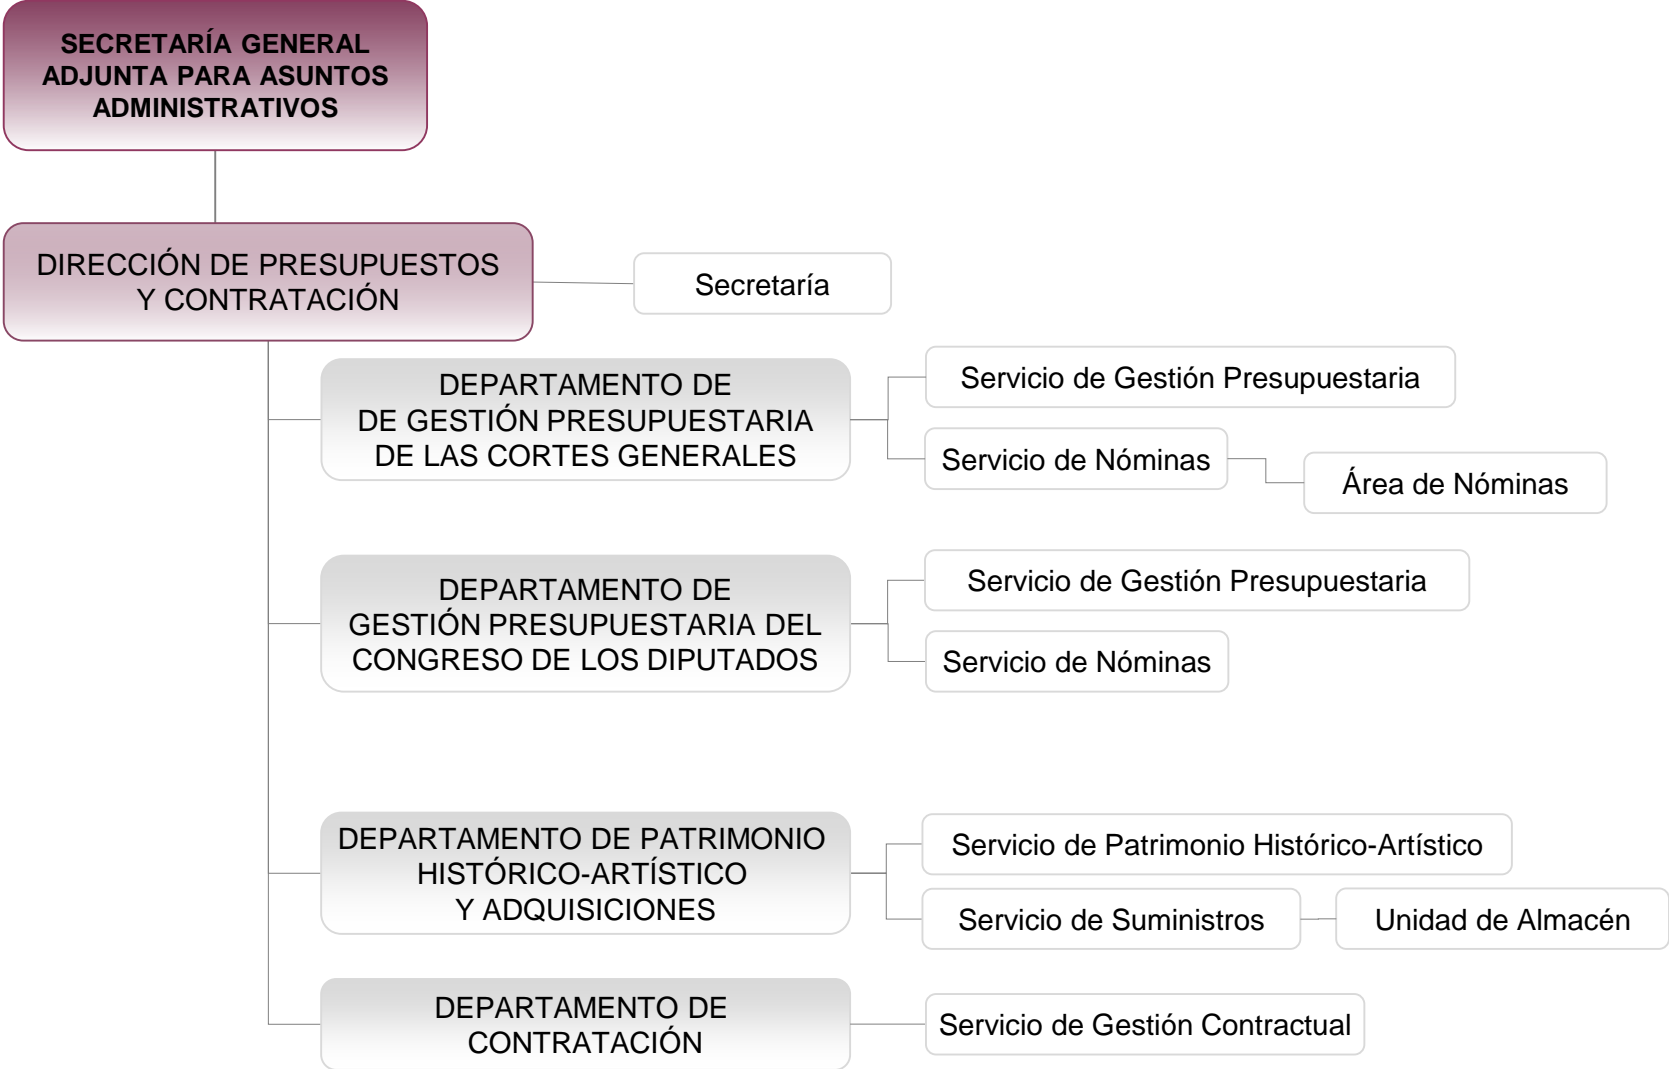 SECRETARÍA GENERAL
ADJUNTA PARA ASUNTOS
ADMINISTRATIVOS
DIRECCIÓN DE PRESUPUESTOS
Y CONTRATACIÓN
Secretaría
DEPARTAMENTO DE
DE GESTIÓN PRESUPUESTARIA
DE LAS CORTES GENERALES
Servicio de Gestión Presupuestaria
Servicio de Nóminas
Área de Nóminas
DEPARTAMENTO DE
GESTIÓN PRESUPUESTARIA DEL
CONGRESO DE LOS DIPUTADOS
Servicio de Gestión Presupuestaria
Servicio de Nóminas
DEPARTAMENTO DE PATRIMONIO
HISTÓRICO-ARTÍSTICO
Y ADQUISICIONES
Servicio de Patrimonio Histórico-Artístico
Servicio de Suministros
Unidad de Almacén
DEPARTAMENTO DE
CONTRATACIÓN
Servicio de Gestión Contractual